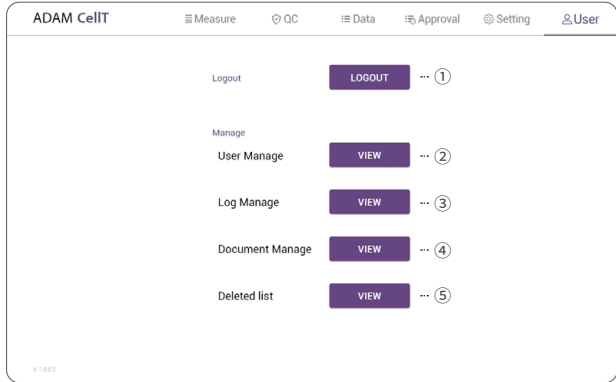 ADAM CellT Measure QC Data Approval Setting User
Logout LOGOUT ... ①
Manage
User Manage VIEW ... ②
Log Manage VIEW ... ③
Document Manage VIEW ... ④
Deleted list VIEW ... ⑤